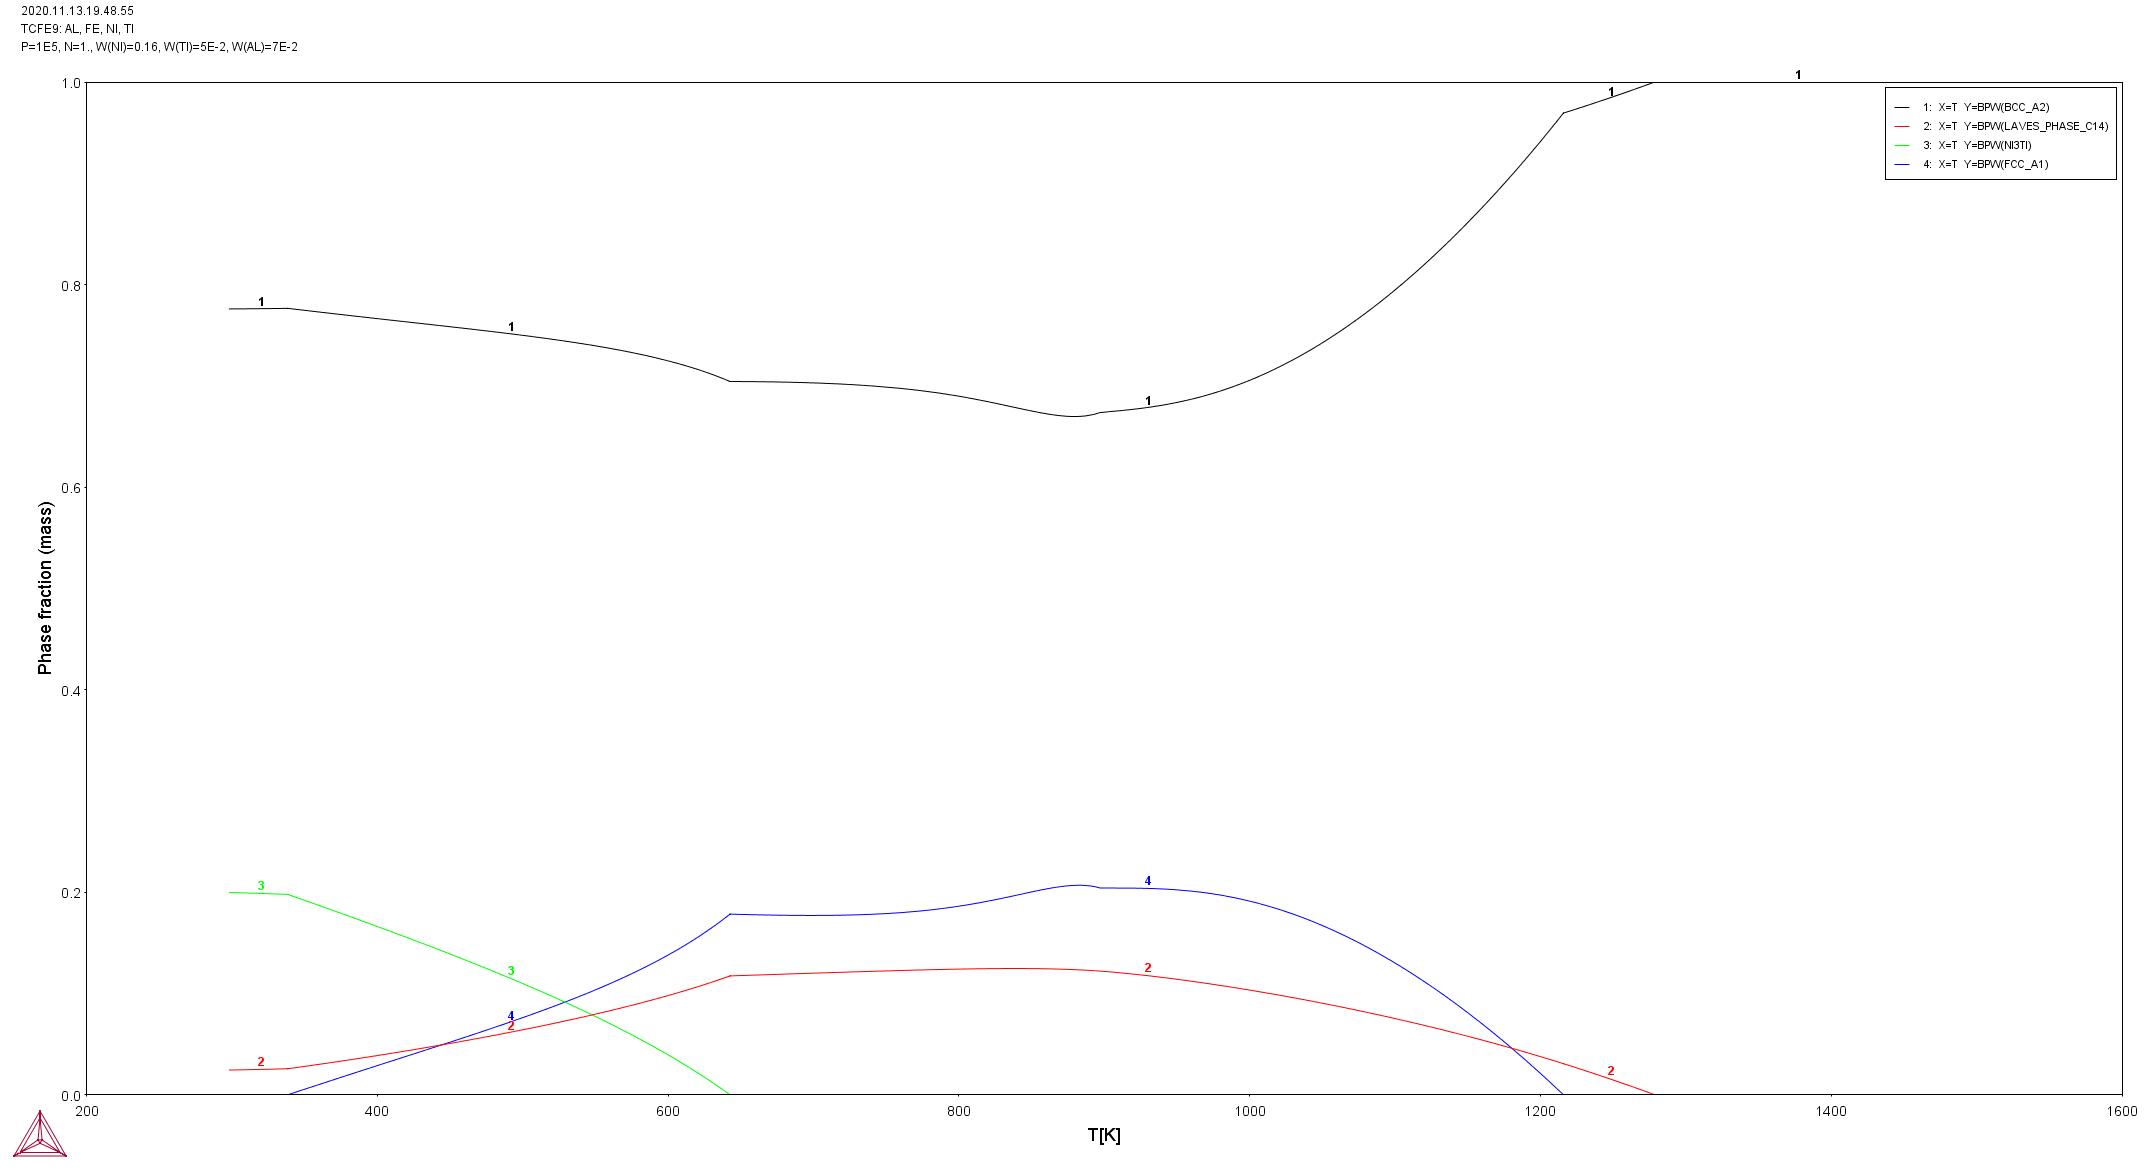 2020.11.13.19.48.55
TCFE9: AL, FE, NI, TI
P=1E5, N=1., W(NI)=0.16, W(TI)=5E-2, W(AL)=7E-2
1.0
0.8
0.6
0.4
0.2
0.0
Phase fraction (mass)
1
1
1
1
1
3
3
4
4
2
2
2
2
1: X=T Y=BPW(BCC_A2)
2: X=T Y=BPW(LAVES_PHASE_C14)
3: X=T Y=BPW(NI3TI)
4: X=T Y=BPW(FCC_A1)
200 400 600 800 1000 1200 1400 1600
T[K]